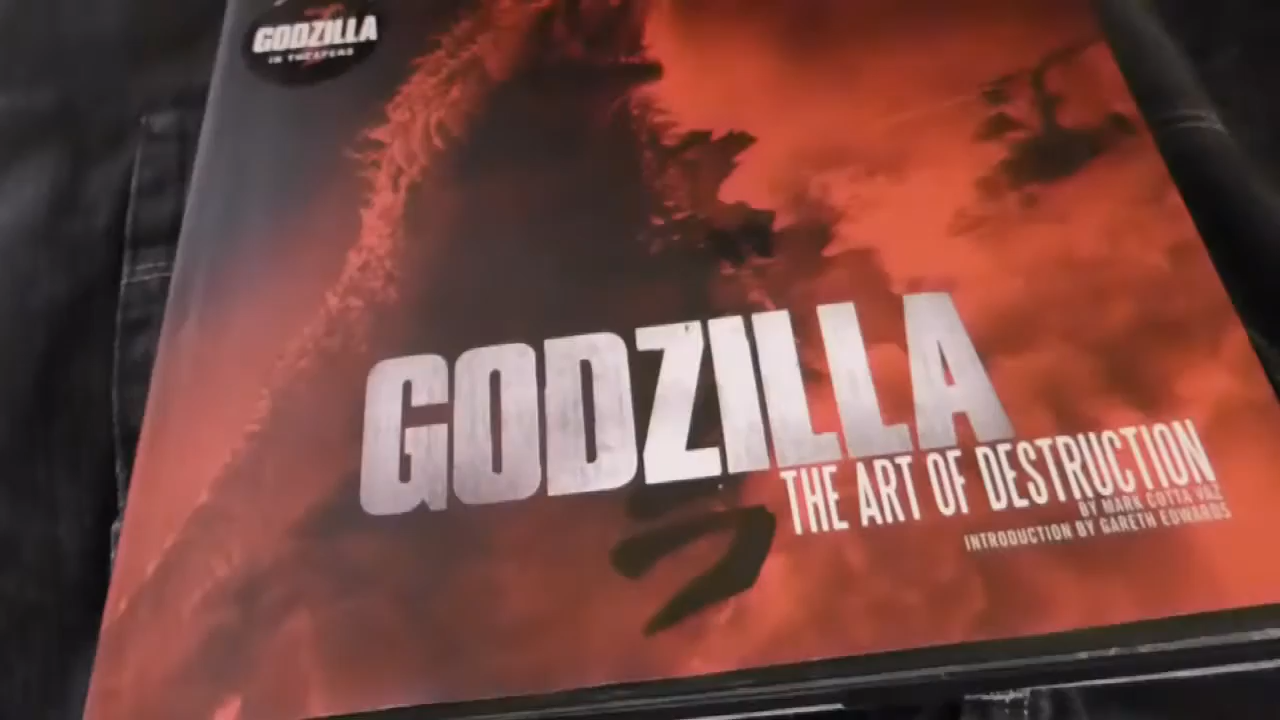 GODZILLA
IN THEATERS
GODZILLA
THE ART OF DESTRUCTION
BY MARK COTTA VAZ
INTRODUCTION BY GARETH EDWARDS